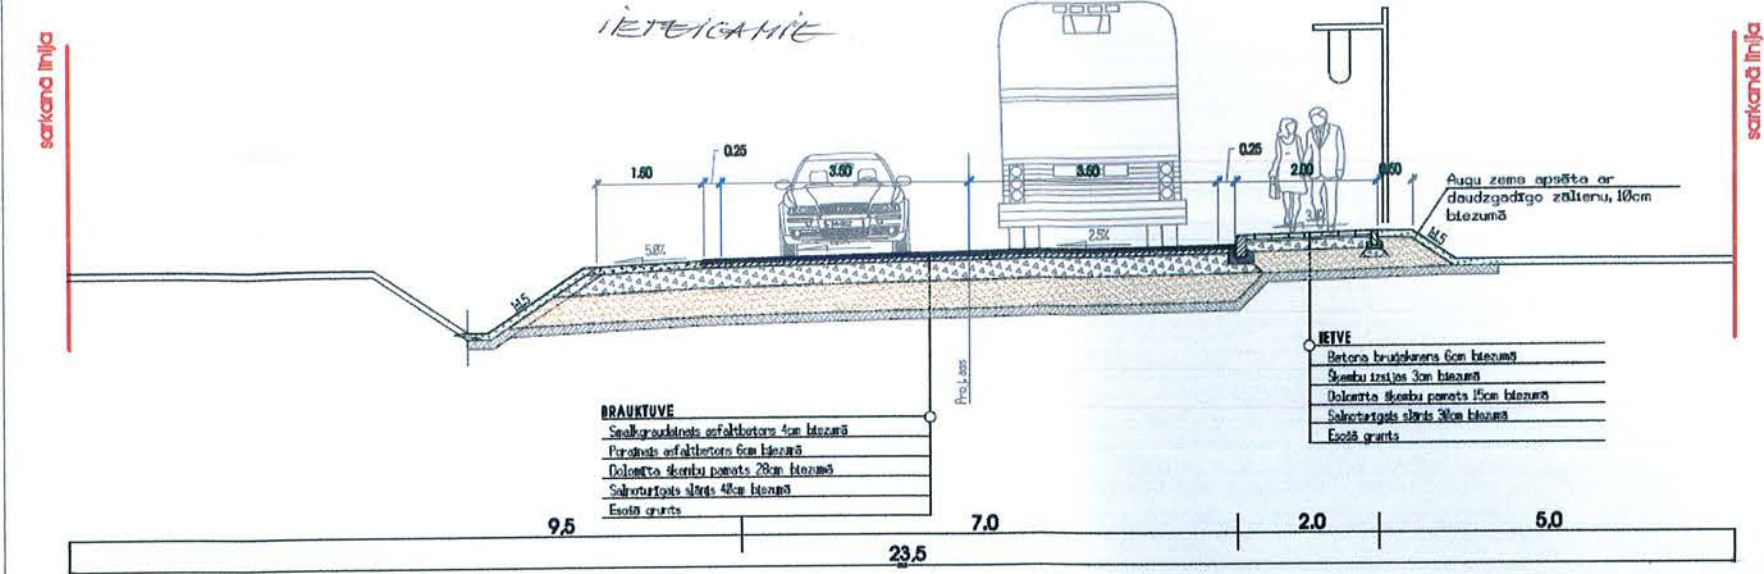 IETEICAMIE
sarkanā līnija
sarkanā līnija
0.25
0.25
1.50
3.50
3.50
2.00
0.50
Augu zeme apsēta ar
daudzgadīgo zālienu, 10cm
biezumā
5.0%
2.5%
1:1.5
1:1.5
IETVE
Betona bruģakmens 6cm biezumā
Šķembu izsijas 3cm biezumā
Dolomīta šķembu pamats 15cm biezumā
Salnoturīgais slānis 30cm biezumā
Esošā grunts
BRAUKTUVE
Smalkgraudainais asfaltbetons 4cm biezumā
Porainais asfaltbetons 6cm biezumā
Dolomīta šķembu pamats 28cm biezumā
Salnoturīgais slānis 40cm biezumā
Esošā grunts
9,5
7.0
2.0
5,0
23,5